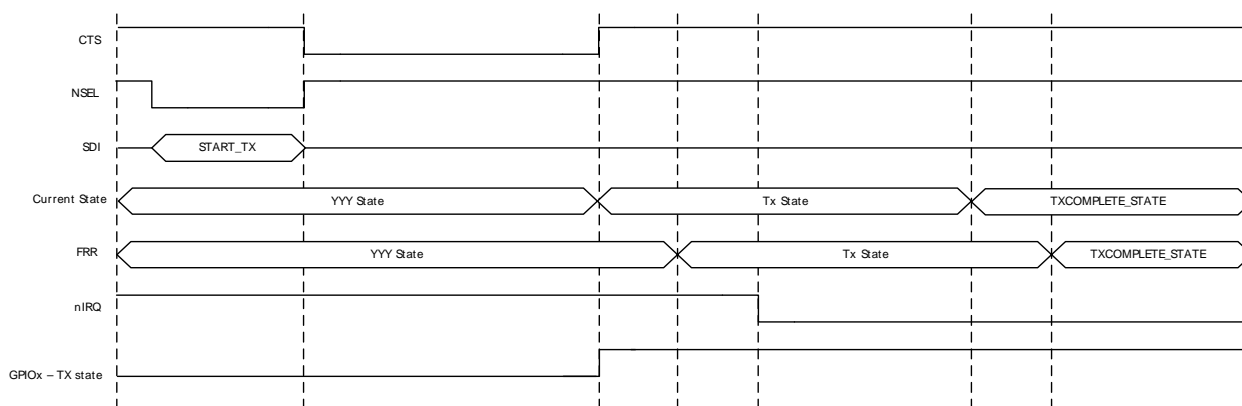 CTS
NSEL
SDI
START_TX
Current State
YYY State
Tx State
TXCOMPLETE_STATE
FRR
YYY State
Tx State
TXCOMPLETE_STATE
nIRQ
GPIOx – TX state